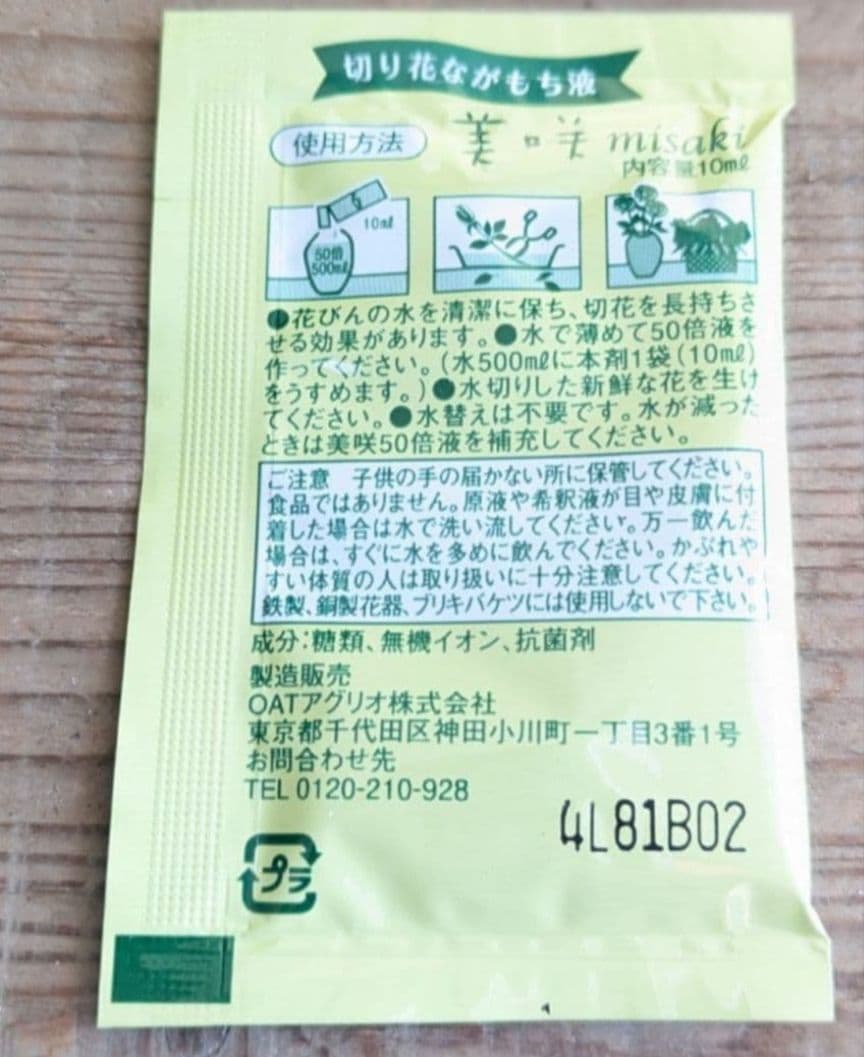 切り花ながもち液
使用方法
美咲 misaki
内容量10㎖
10㎖
50倍
500㎖
●花びんの水を清潔に保ち、切花を長持ちさ
せる効果があります。●水で薄めて50倍液を
作ってください。(水500㎖に本剤1袋(10㎖)
をうすめます。)●水切りした新鮮な花を生け
てください。●水替えは不要です。水が減った
ときは美咲50倍液を補充してください。
ご注意 子供の手の届かない所に保管してください。
食品ではありません。原液や希釈液が目や皮膚に付
着した場合は水で洗い流してください。万一飲んだ
場合は、すぐに水を多めに飲んでください。かぶれや
すい体質の人は取り扱いに十分注意してください。
鉄製、銅製花器、ブリキバケツには使用しないで下さい。
成分:糖類、無機イオン、抗菌剤
製造販売
OATアグリオ株式会社
東京都千代田区神田小川町一丁目3番1号
お問合わせ先
TEL 0120-210-928
4L81B02
プラ